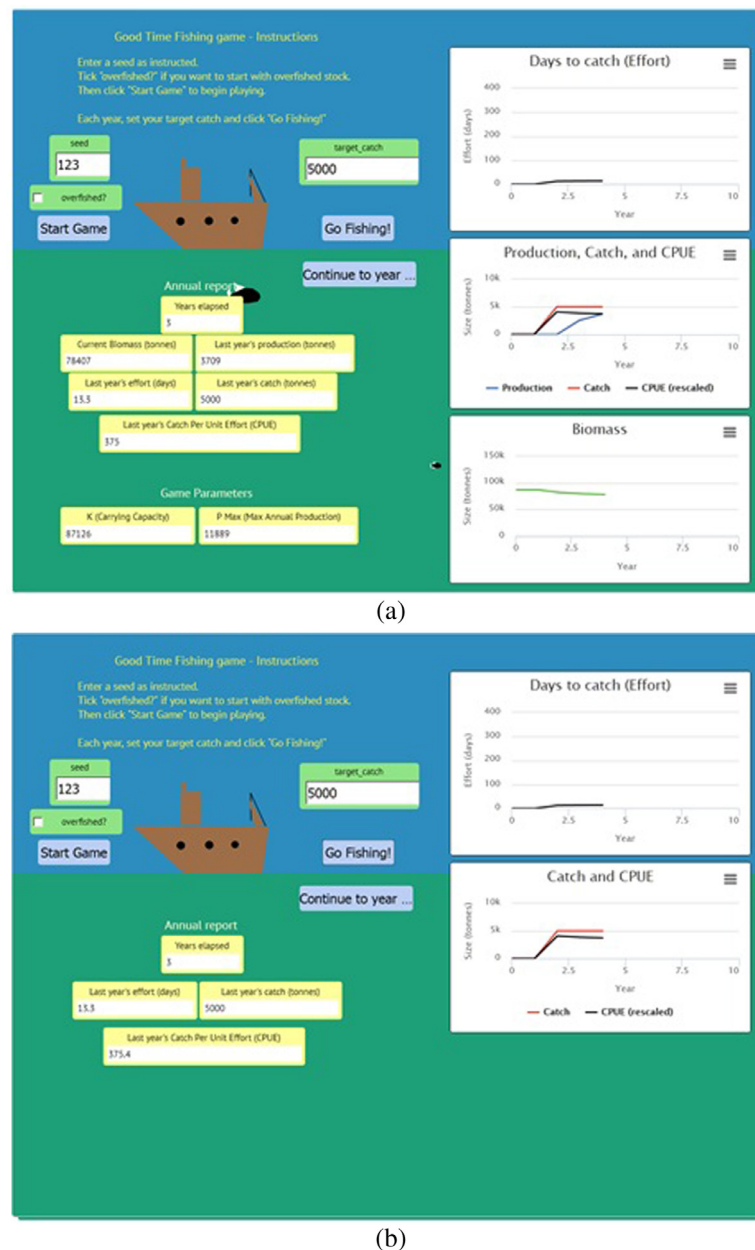 Good Time Fishing game - Instructions
Enter a seed as instructed.
Tick "overfished?" if you want to start with overfished stock.
Then click "Start Game" to begin playing.
Each year, set your target catch and click "Go Fishing!"
seed
123
overfished?
Start Game
target_catch
5000
Go Fishing!
Continue to year ...
Annual report
Years elapsed
3
Current Biomass (tonnes)
78407
Last year's production (tonnes)
3709
Last year's effort (days)
13.3
Last year's catch (tonnes)
5000
Last year's Catch Per Unit Effort (CPUE)
375
Game Parameters
K (Carrying Capacity)
87126
P Max (Max Annual Production)
11889
Days to catch (Effort)
Effort (days)
400
300
200
100
0
0 2.5 5 7.5 10
Year
Production, Catch, and CPUE
Size (tonnes)
10k
5k
0
0 2.5 5 7.5 10
Year
Production Catch CPUE (rescaled)
Biomass
Size (tonnes)
150k
100k
50k
0
0 2.5 5 7.5 10
Year
(a)
Good Time Fishing game - Instructions
Enter a seed as instructed.
Tick "overfished?" if you want to start with overfished stock.
Then click "Start Game" to begin playing.
Each year, set your target catch and click "Go Fishing!"
seed
123
overfished?
Start Game
target_catch
5000
Go Fishing!
Continue to year ...
Annual report
Years elapsed
3
Last year's effort (days)
13.3
Last year's catch (tonnes)
5000
Last year's Catch Per Unit Effort (CPUE)
375.4
Days to catch (Effort)
Effort (days)
400
300
200
100
0
0 2.5 5 7.5 10
Year
Catch and CPUE
Size (tonnes)
10k
5k
0
0 2.5 5 7.5 10
Year
Catch CPUE (rescaled)
(b)